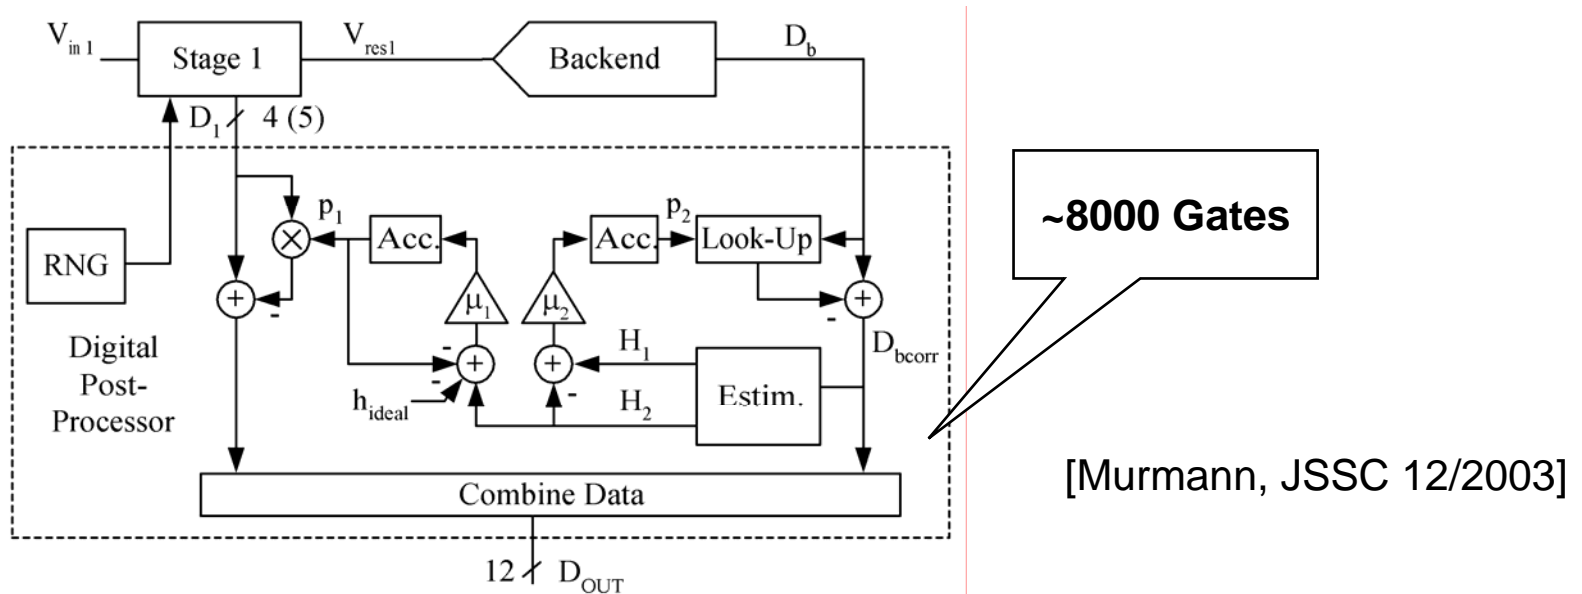 V_in 1
Stage 1
V_res1
Backend
D_b
D_1
4 (5)
~8000 Gates
RNG
p_1
Acc.
Acc.
p_2
Look-Up
×
+
-
μ_1
μ_2
+
-
Digital
Post-
Processor
-
-
+
h_ideal
+
-
H_1
H_2
Estim.
D_bcorr
Combine Data
[Murmann, JSSC 12/2003]
12
D_OUT